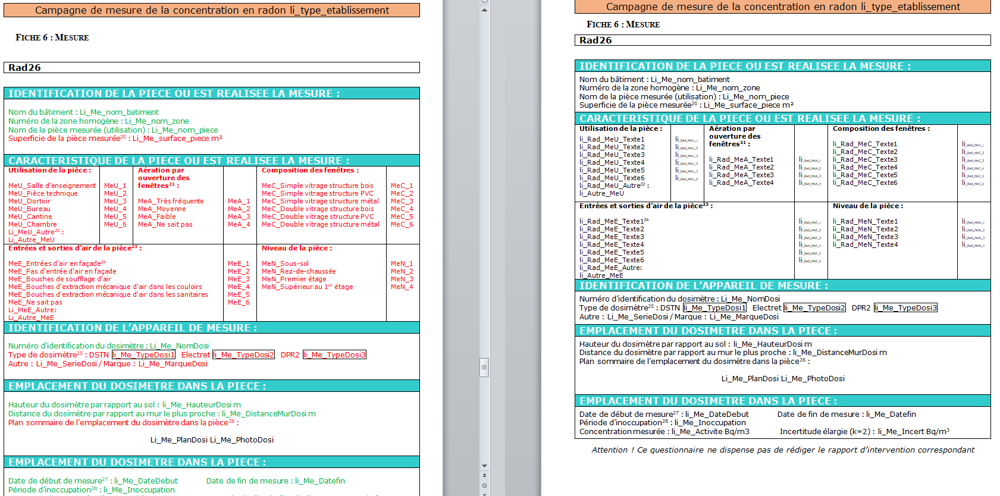 Campagne de mesure de la concentration en radon li_type_etablissement
FICHE 6 : MESURE
Rad26
IDENTIFICATION DE LA PIECE OU EST REALISEE LA MESURE :
Nom du bâtiment : Li_Me_nom_batiment
Numéro de la zone homogène : Li_Me_nom_zone
Nom de la pièce mesurée (utilisation) : Li_Me_nom_piece
Superficie de la pièce mesurée20 : Li_Me_surface_piece m²
CARACTERISTIQUE DE LA PIECE OU EST REALISEE LA MESURE :
Utilisation de la pièce :
MeU_Salle d'enseignement MeU_1
MeU_Pièce technique MeU_2
MeU_Dortoir MeU_3
MeU_Bureau MeU_4
MeU_Cantine MeU_5
MeU_Chambre MeU_6
Li_MeU_Autre22 :
Li_Autre_MeU
Aération par
ouverture des
fenêtres21 :
MeA_Très fréquente MeA_1
MeA_Moyenne MeA_2
MeA_Faible MeA_3
MeA_Ne sait pas MeA_4
Composition des fenêtres :
MeC_Simple vitrage structure bois MeC_1
MeC_Simple vitrage structure PVC MeC_2
MeC_Simple vitrage structure métal MeC_3
MeC_Double vitrage structure bois MeC_4
MeC_Double vitrage structure PVC MeC_5
MeC_Double vitrage structure métal MeC_6
Entrées et sorties d'air de la pièce23 :
MeE_Entrées d'air en façade24 MeE_1
MeE_Pas d'entrée d'air en façade MeE_2
MeE_Bouches de soufflage d'air MeE_3
MeE_Bouches d'extraction mécanique d'air dans les couloirs MeE_4
MeE_Bouches d'extraction mécanique d'air dans les sanitaires MeE_5
MeE_Ne sait pas MeE_6
Li_MeE_Autre:
Li_Autre_MeE
Niveau de la pièce :
MeN_Sous-sol MeN_1
MeN_Rez-de-chaussée MeN_2
MeN_Premier étage MeN_3
MeN_Supérieur au 1er étage MeN_4
IDENTIFICATION DE L'APPAREIL DE MESURE :
Numéro d'identification du dosimètre : Li_Me_NomDosi
Type de dosimètre25 : DSTN li_Me_TypeDosi1 Electret li_Me_TypeDosi2 DPR2 li_Me_TypeDosi3
Autre : Li_Me_SerieDosi / Marque : Li_Me_MarqueDosi
EMPLACEMENT DU DOSIMETRE DANS LA PIECE :
Hauteur du dosimètre par rapport au sol : li_Me_HauteurDosi m
Distance du dosimètre par rapport au mur le plus proche : li_Me_DistanceMurDosi m
Plan sommaire de l'emplacement du dosimètre dans la pièce26 :
Li_Me_PlanDosi Li_Me_PhotoDosi
EMPLACEMENT DU DOSIMETRE DANS LA PIECE :
Date de début de mesure27 : li_Me_DateDebut Date de fin de mesure : li_Me_Datefin
Période d'inoccupation28 : li_Me_Inoccupation
Campagne de mesure de la concentration en radon li_type_etablissement
FICHE 6 : MESURE
Rad26
IDENTIFICATION DE LA PIECE OU EST REALISEE LA MESURE :
Nom du bâtiment : Li_Me_nom_batiment
Numéro de la zone homogène : Li_Me_nom_zone
Nom de la pièce mesurée (utilisation) : Li_Me_nom_piece
Superficie de la pièce mesurée20 : Li_Me_surface_piece m²
CARACTERISTIQUE DE LA PIECE OU EST REALISEE LA MESURE :
Utilisation de la pièce :
li_Rad_MeU_Texte1 li_Rad_MeU_1
li_Rad_MeU_Texte2 li_Rad_MeU_2
li_Rad_MeU_Texte3 li_Rad_MeU_3
li_Rad_MeU_Texte4 li_Rad_MeU_4
li_Rad_MeU_Texte5 li_Rad_MeU_5
li_Rad_MeU_Texte6 li_Rad_MeU_6
li_Rad_MeU_Autre22 :
li_Autre_MeU
Aération par
ouverture des
fenêtres21 :
li_Rad_MeA_Texte1 li_Rad_MeA_1
li_Rad_MeA_Texte2 li_Rad_MeA_2
li_Rad_MeA_Texte3 li_Rad_MeA_3
li_Rad_MeA_Texte4 li_Rad_MeA_4
Composition des fenêtres :
li_Rad_MeC_Texte1 li_Rad_MeC_1
li_Rad_MeC_Texte2 li_Rad_MeC_2
li_Rad_MeC_Texte3 li_Rad_MeC_3
li_Rad_MeC_Texte4 li_Rad_MeC_4
li_Rad_MeC_Texte5 li_Rad_MeC_5
li_Rad_MeC_Texte6 li_Rad_MeC_6
Entrées et sorties d'air de la pièce23 :
li_Rad_MeE_Texte124 li_Rad_MeE_1
li_Rad_MeE_Texte2 li_Rad_MeE_2
li_Rad_MeE_Texte3 li_Rad_MeE_3
li_Rad_MeE_Texte4 li_Rad_MeE_4
li_Rad_MeE_Texte5 li_Rad_MeE_5
li_Rad_MeE_Texte6 li_Rad_MeE_6
li_Rad_MeE_Autre:
li_Autre_MeE
Niveau de la pièce :
li_Rad_MeN_Texte1 li_Rad_MeN_1
li_Rad_MeN_Texte2 li_Rad_MeN_2
li_Rad_MeN_Texte3 li_Rad_MeN_3
li_Rad_MeN_Texte4 li_Rad_MeN_4
IDENTIFICATION DE L'APPAREIL DE MESURE :
Numéro d'identification du dosimètre : Li_Me_NomDosi
Type de dosimètre25 : DSTN li_Me_TypeDosi1 Electret li_Me_TypeDosi2 DPR2 li_Me_TypeDosi3
Autre : Li_Me_SerieDosi / Marque : Li_Me_MarqueDosi
EMPLACEMENT DU DOSIMETRE DANS LA PIECE :
Hauteur du dosimètre par rapport au sol : li_Me_HauteurDosi m
Distance du dosimètre par rapport au mur le plus proche : li_Me_DistanceMurDosi m
Plan sommaire de l'emplacement du dosimètre dans la pièce26 :
Li_Me_PlanDosi Li_Me_PhotoDosi
EMPLACEMENT DU DOSIMETRE DANS LA PIECE :
Date de début de mesure27 : li_Me_DateDebut Date de fin de mesure : li_Me_Datefin
Période d'inoccupation28 : li_Me_Inoccupation
Concentration mesurée : li_Me_Activite Bq/m3 Incertitude élargie (k=2) : li_Me_Incert Bq/m3
Attention ! Ce questionnaire ne dispense pas de rédiger le rapport d'intervention correspondant